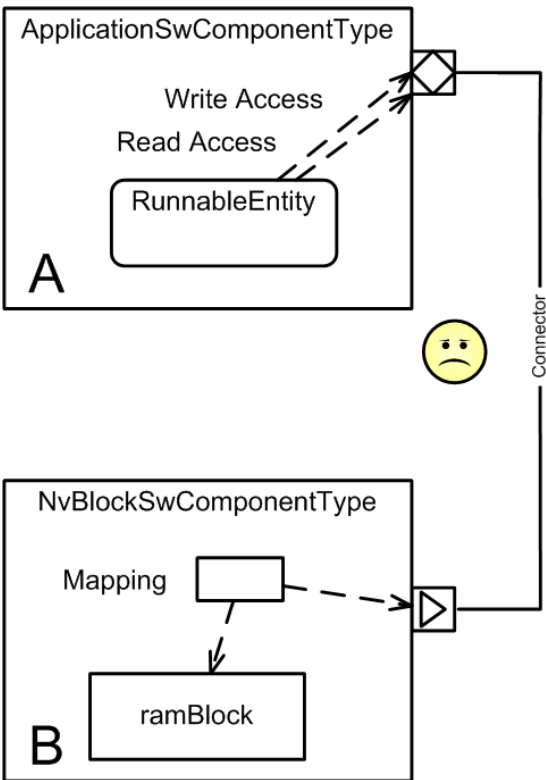 ApplicationSwComponentType
Write Access
Read Access
RunnableEntity
A
Connector
NvBlockSwComponentType
Mapping
ramBlock
B